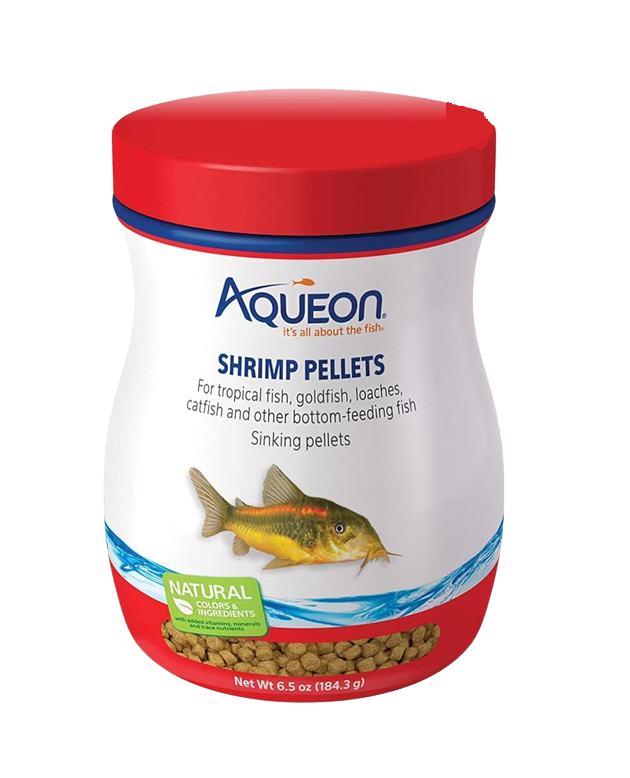 AQUEON®
it's all about the fish®
SHRIMP PELLETS
For tropical fish, goldfish, loaches,
catfish and other bottom-feeding fish
Sinking pellets
NATURAL
COLORS &
INGREDIENTS
with added vitamins, minerals
and trace nutrients
Net Wt 6.5 oz (184.3 g)